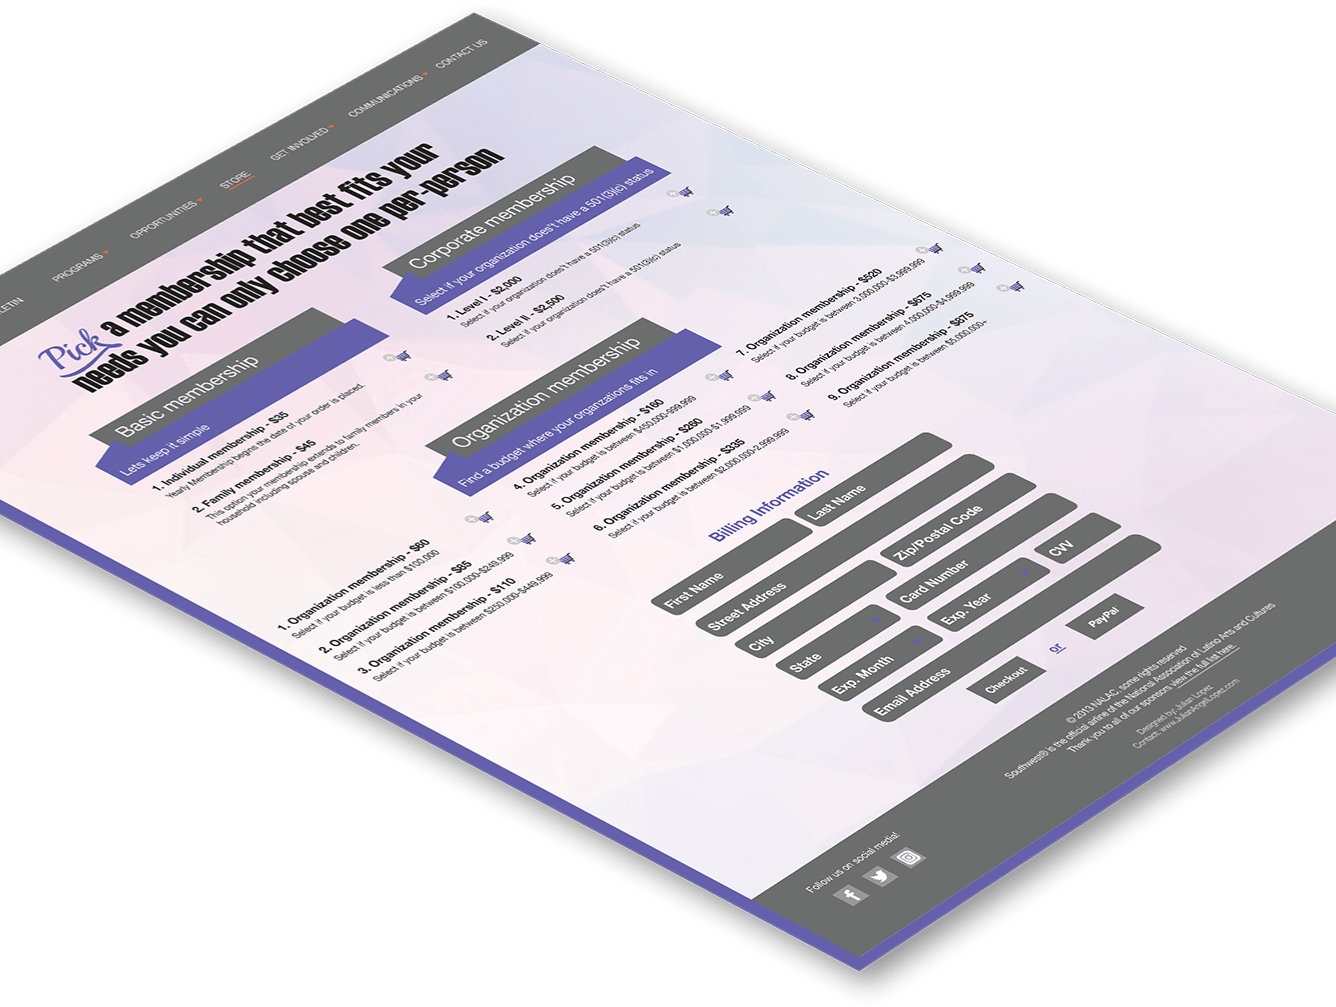 LETIN
PROGRAMS
OPPORTUNITIES
STORE
GET INVOLVED
COMMUNICATIONS
CONTACT US
Pick a membership that best fits your
needs you can only choose one per-person
Basic membership
Lets keep it simple
1. Individual membership - $35
Yearly Membership begins the date of your order is placed.
2. Family membership - $45
This option your membership extends to family members in your
household including spouse and children.
Corporate membership
Select if your organization does't have a 501(3)(c) status
1. Level I - $2,000
Select if your organization does't have a 501(3)(c) status
2. Level II - $2,500
Select if your organization does't have a 501(3)(c) status
Organization membership
Find a budget where your organzations fits in
1. Organization membership - $60
Select if your budget is less than $100,000
2. Organization membership - $85
Select if your budget is between $100,000-$249,999
3. Organization membership - $110
Select if your budget is between $250,000-$449,999
4. Organization membership - $160
Select if your budget is between $450,000-999,999
5. Organization membership - $260
Select if your budget is between $1,000,000-$1,999,999
6. Organization membership - $335
Select if your budget is between $2,000,000-2,999,999
7. Organization membership - $520
Select if your budget is between 3,000,000-$3,999,999
8. Organization membership - $675
Select if your budget is between 4,000,000-$4,999,999
9. Organization membership - $875
Select if your budget is between $5,000,000+
Billing Information
First Name
Last Name
Street Address
City
Zip/Postal Code
State
Card Number
Exp. Month
Exp. Year
CVV
Email Address
Checkout
or
PayPal
© 2013 NALAC, some rights reserved
Southwest® is the official airline of the National Association of Latino Arts and Cultures
Thank you to all of our sponsors view the full list here.
Designed by: Julian Lopez
Contact: www.JulianAngelLopez.com
Follow us on social media!